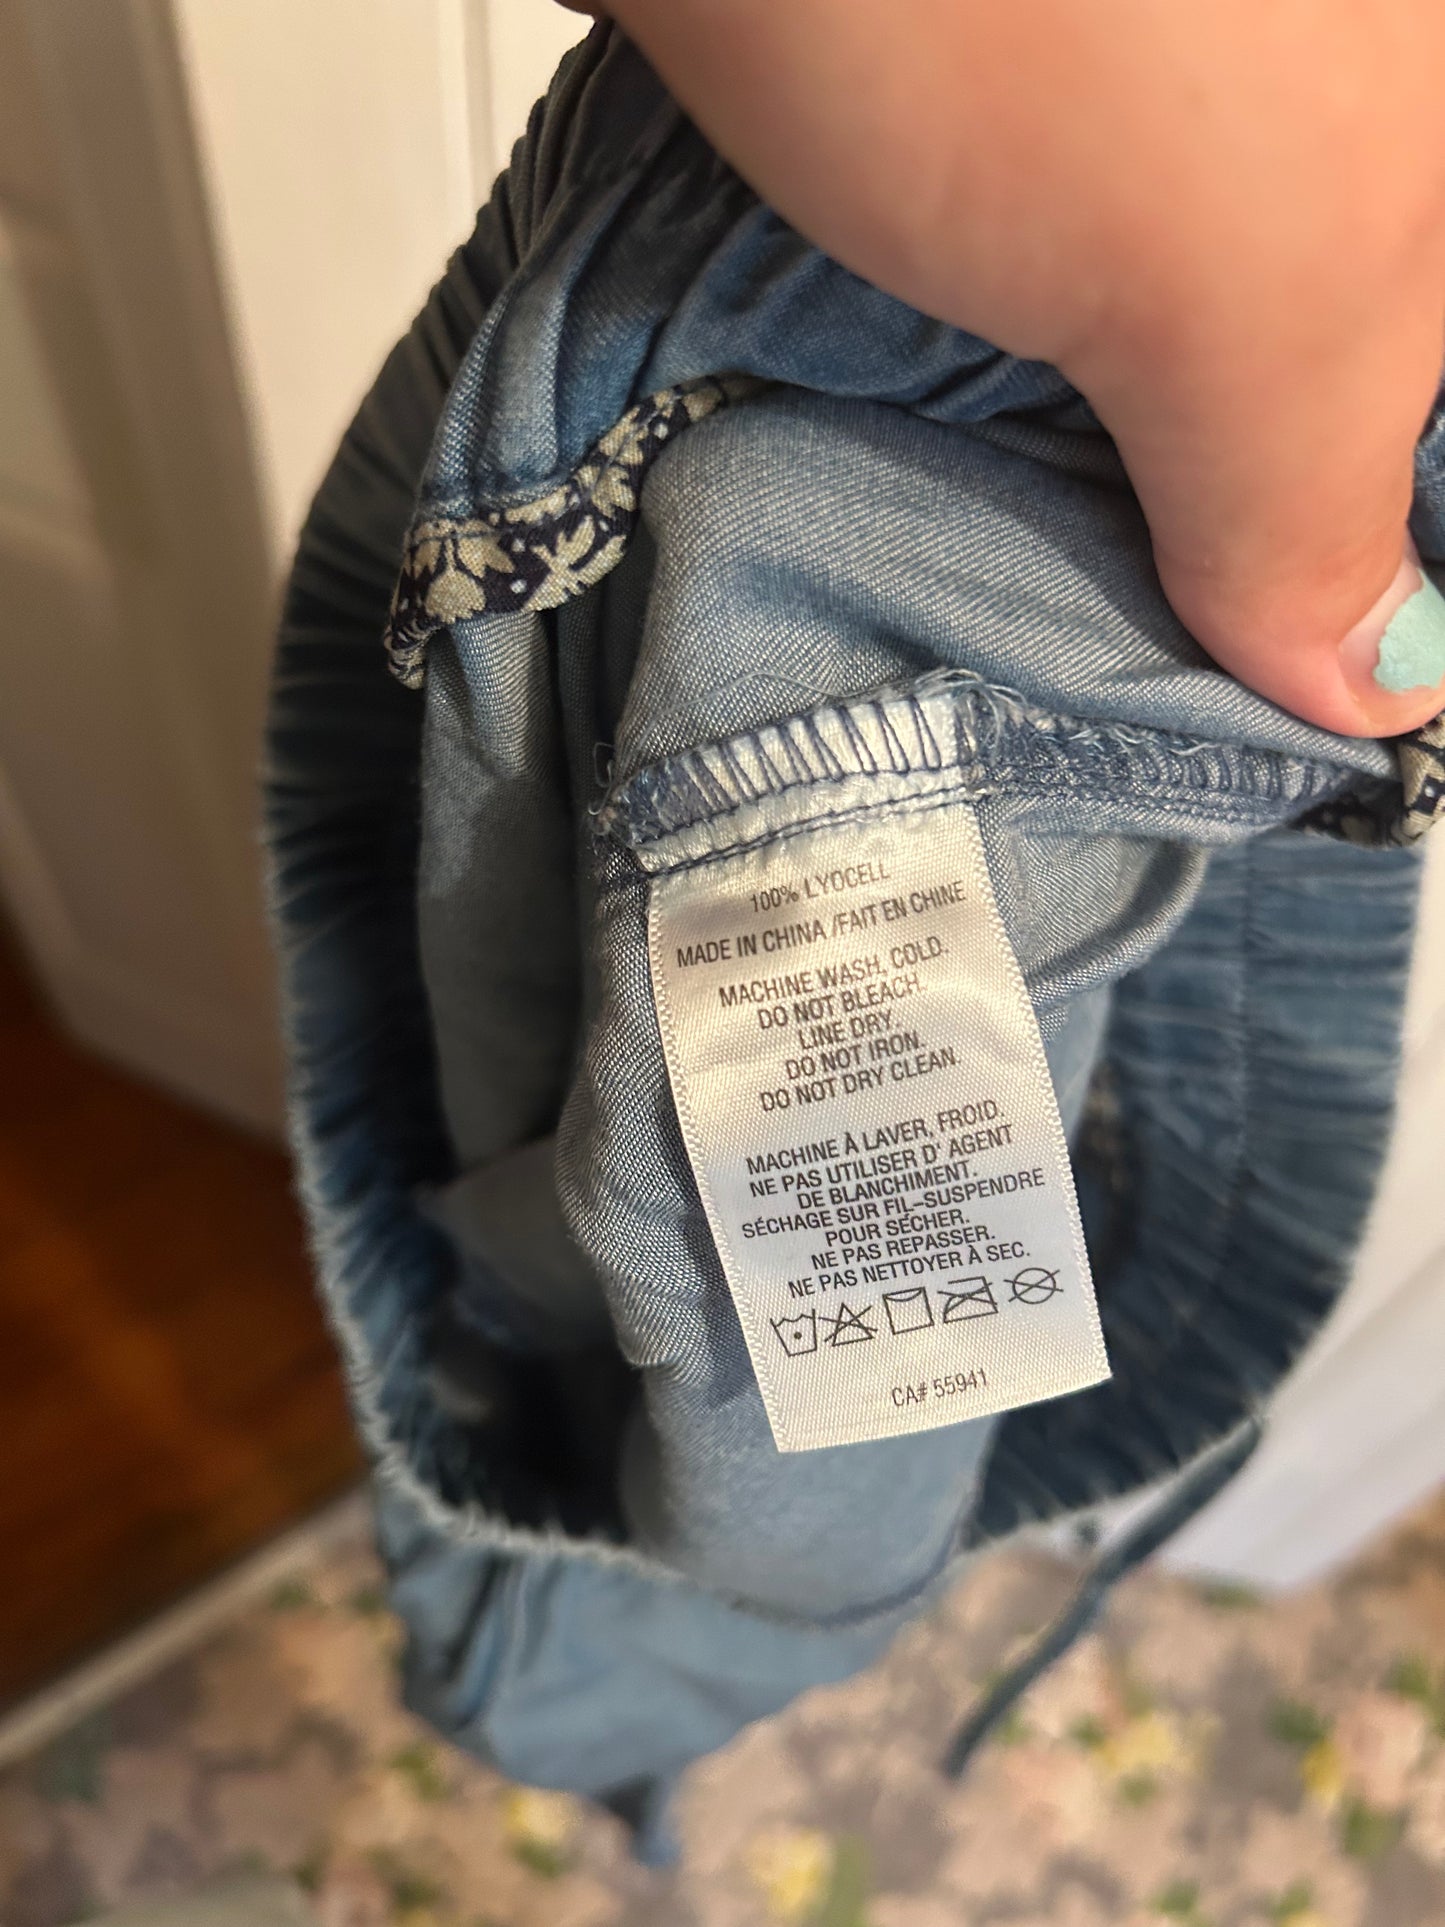 100% LYOCELL
MADE IN CHINA /FAIT EN CHINE
MACHINE WASH, COLD.
DO NOT BLEACH.
LINE DRY.
DO NOT IRON.
DO NOT DRY CLEAN.
MACHINE À LAVER, FROID.
NE PAS UTILISER D' AGENT
DE BLANCHIMENT.
SÉCHAGE SUR FIL-SUSPENDRE
POUR SÉCHER.
NE PAS REPASSER.
NE PAS NETTOYER À SEC.
CA# 55941